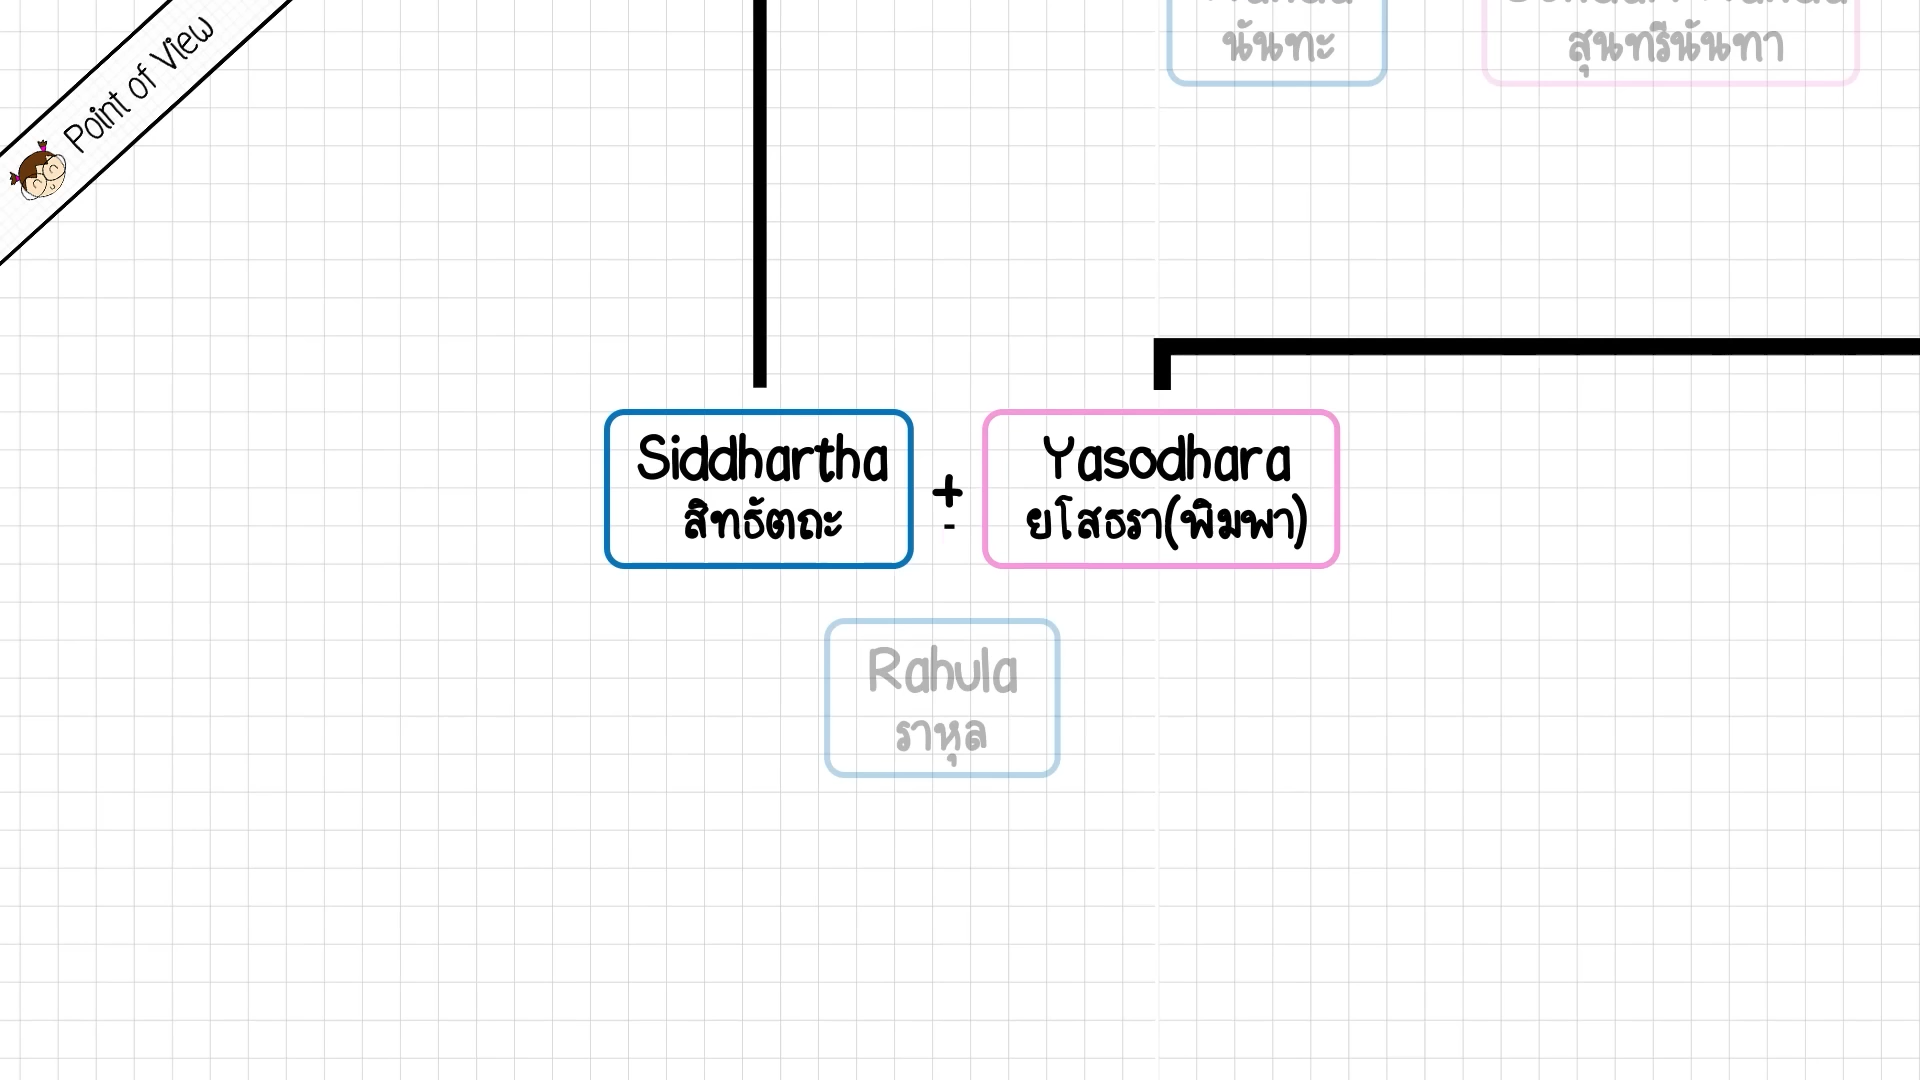 Point of View
นันทะ
สุนทรีนันทา
Siddhartha
สิทธัตถะ
+
-
Yasodhara
ยโสธรา(พิมพา)
Rahula
ราหุล